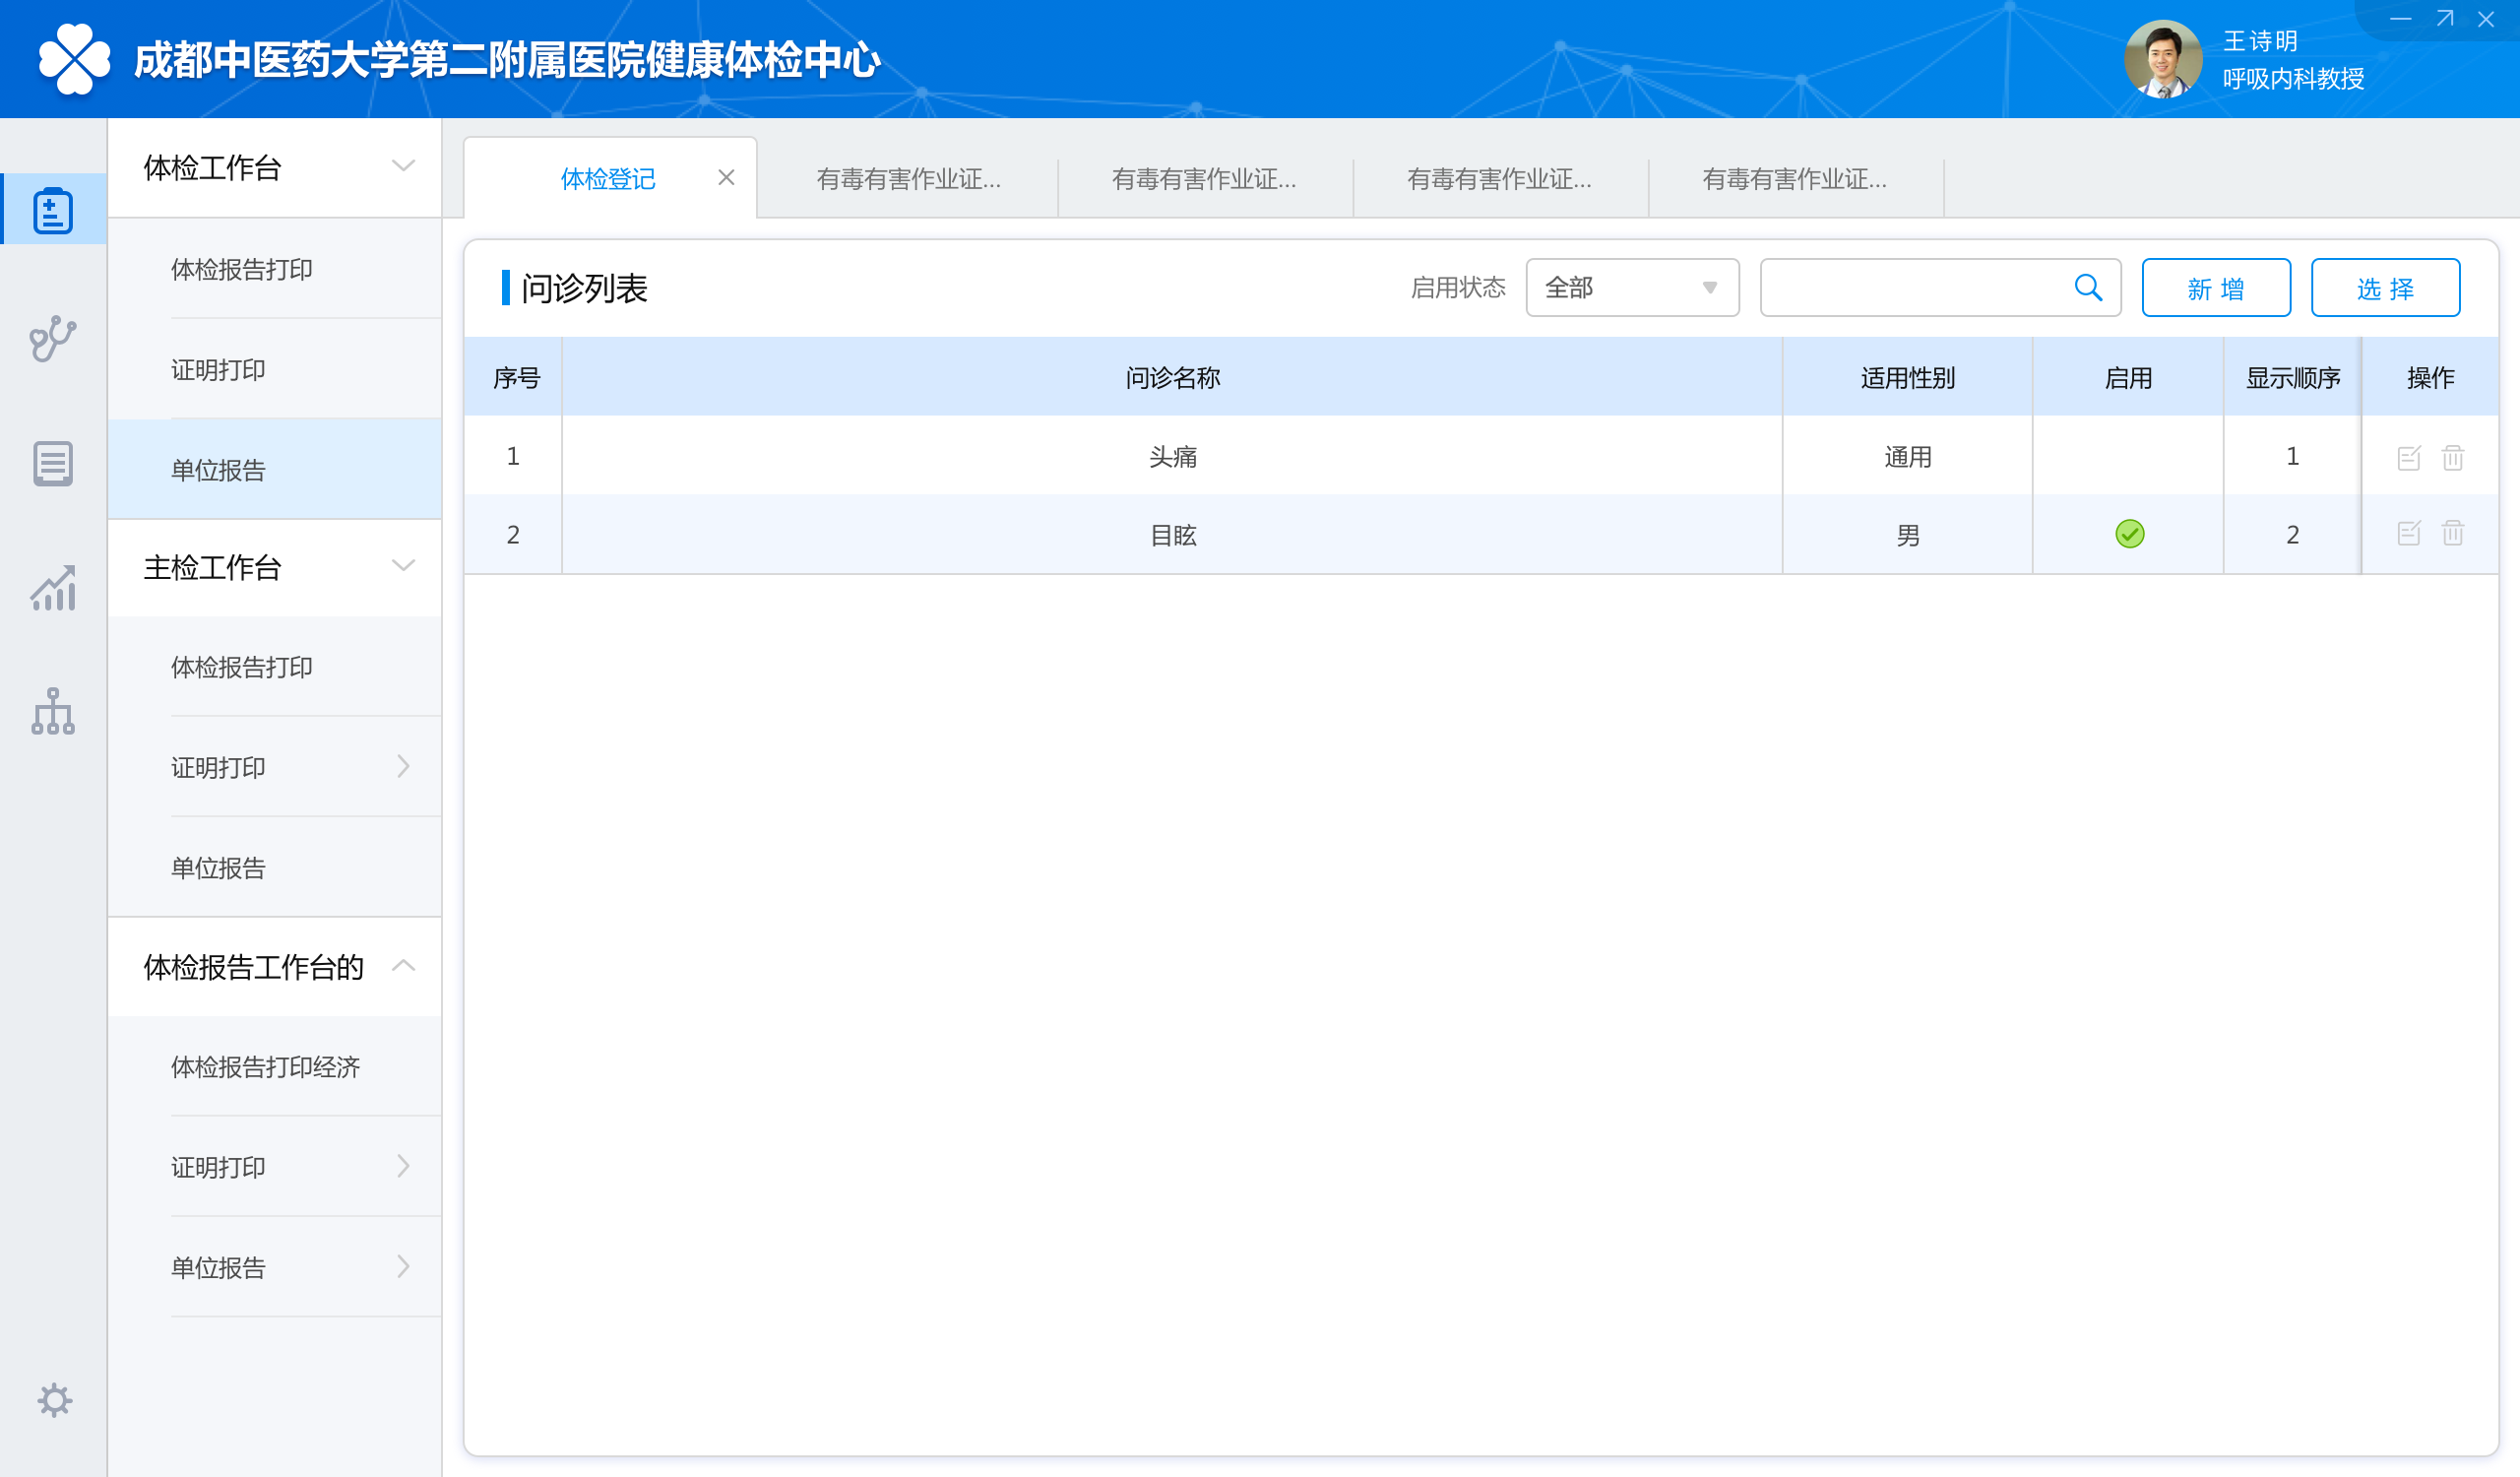 成都中医药大学第二附属医院健康体检中心
王诗明
呼吸内科教授
体检工作台
体检报告打印
证明打印
单位报告
主检工作台
体检报告打印
证明打印
单位报告
体检报告工作台的
体检报告打印经济
证明打印
单位报告
体检登记 有毒有害作业证... 有毒有害作业证... 有毒有害作业证... 有毒有害作业证...
问诊列表 启用状态 全部 新 增 选 择
序号 问诊名称 适用性别 启用 显示顺序 操作
1 头痛 通用 1
2 目眩 男 2